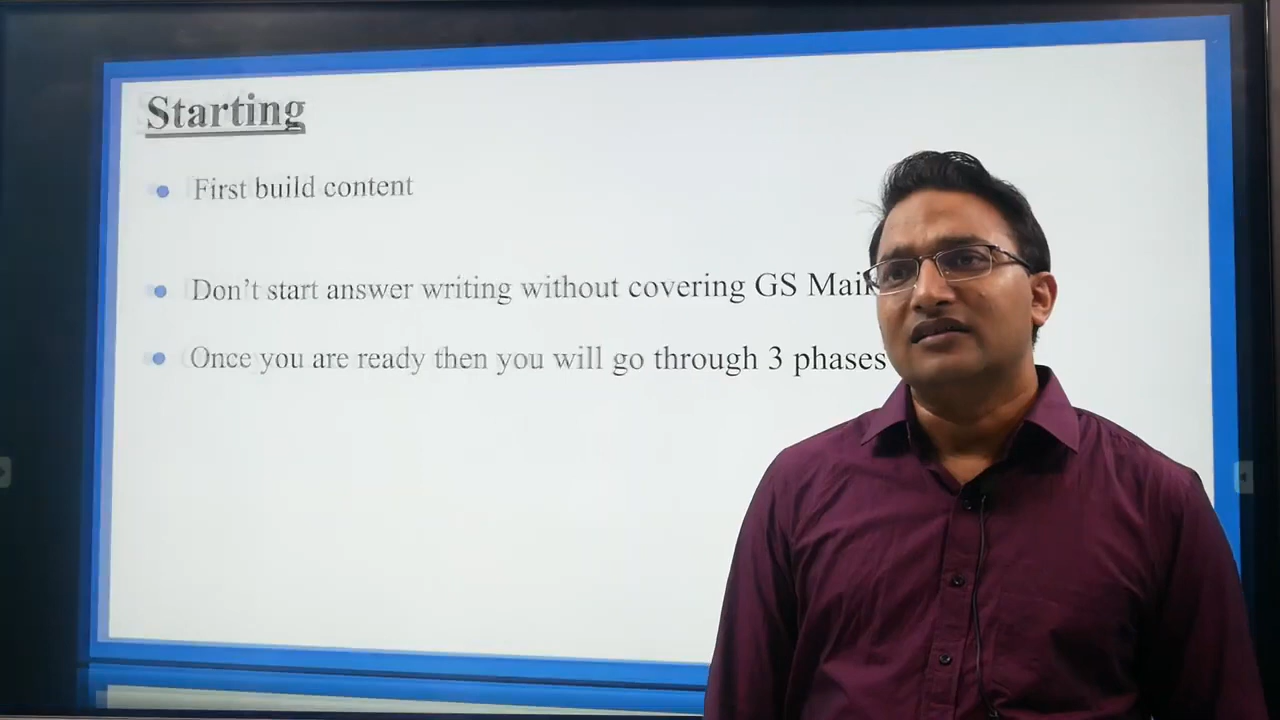 Starting
First build content
Don't start answer writing without covering GS
Once you are ready then you will go through 3 phases